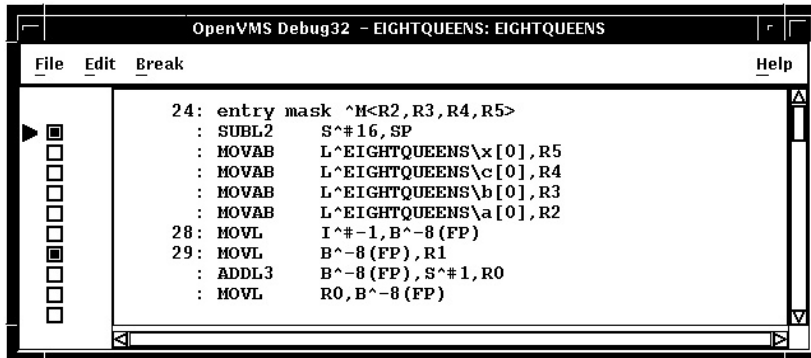 OpenVMS Debug32 - EIGHTQUEENS: EIGHTQUEENS
File Edit Break Help
24: entry mask ^M<R2,R3,R4,R5>
: SUBL2 S^#16,SP
: MOVAB L^EIGHTQUEENS\x[0],R5
: MOVAB L^EIGHTQUEENS\c[0],R4
: MOVAB L^EIGHTQUEENS\b[0],R3
: MOVAB L^EIGHTQUEENS\a[0],R2
28: MOVL I^#-1,B^-8(FP)
29: MOVL B^-8(FP),R1
: ADDL3 B^-8(FP),S^#1,R0
: MOVL R0,B^-8(FP)